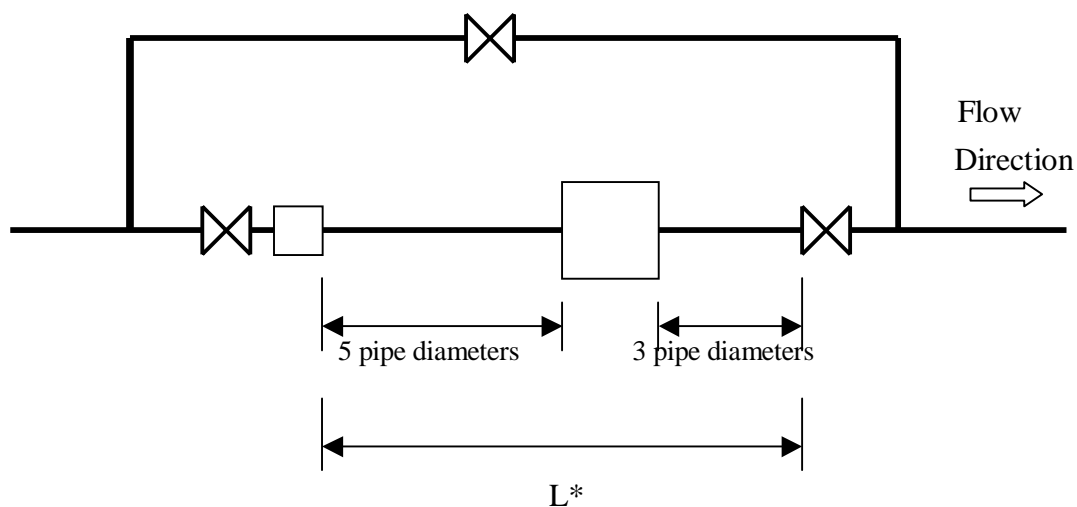 Flow
Direction
5 pipe diameters
3 pipe diameters
L*